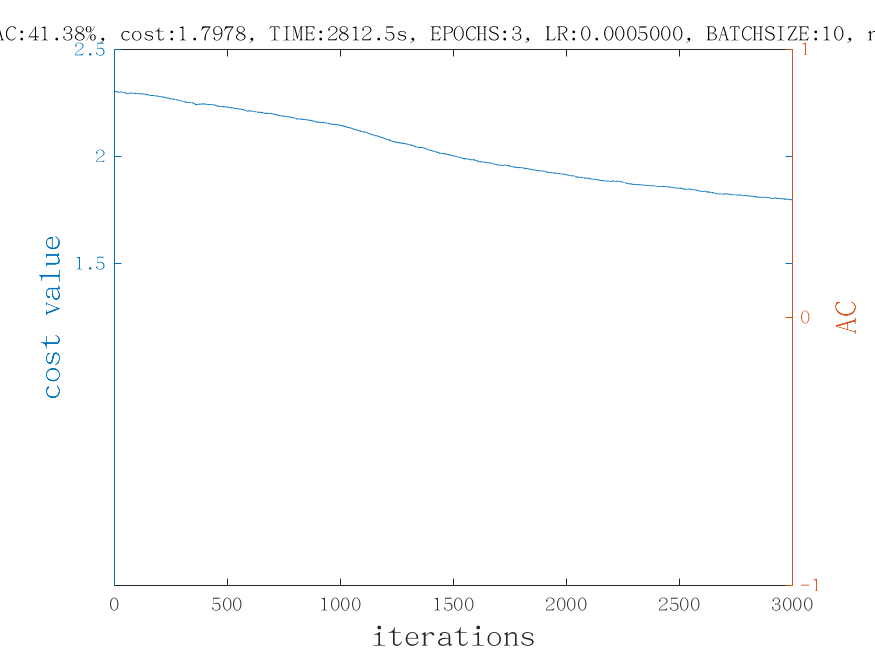 AC:41.38%, cost:1.7978, TIME:2812.5s, EPOCHS:3, LR:0.0005000, BATCHSIZE:10, r
2.5
2
1.5
cost value
1
0
-1
AC
0 500 1000 1500 2000 2500 3000
iterations